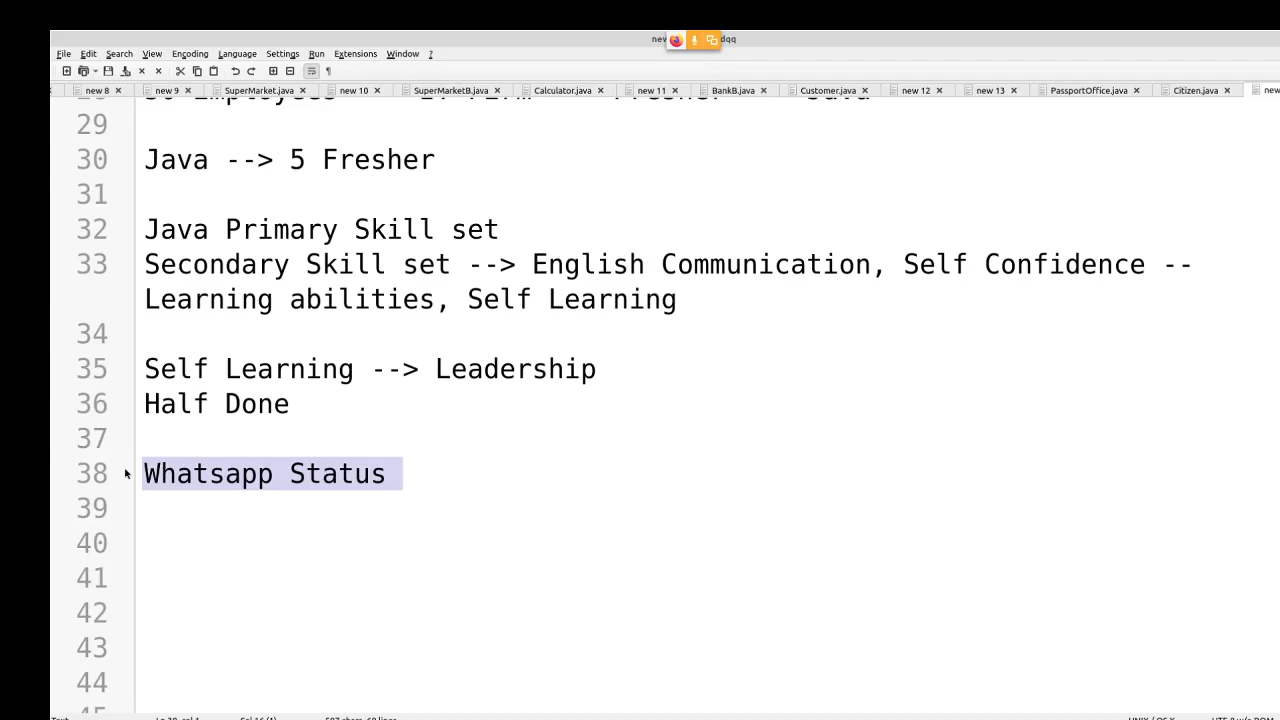 dqq
File Edit Search View Encoding Language Settings Run Extensions Window ?
new 8 new 9 SuperMarket.java new 10 SuperMarketB.java Calculator.java new 11 BankB.java Customer.java new 12 new 13 PassportOffice.java Citizen.java new
29
30 Java --> 5 Fresher
31
32 Java Primary Skill set
33 Secondary Skill set --> English Communication, Self Confidence --
Learning abilities, Self Learning
34
35 Self Learning --> Leadership
36 Half Done
37
38 Whatsapp Status
39
40
41
42
43
44